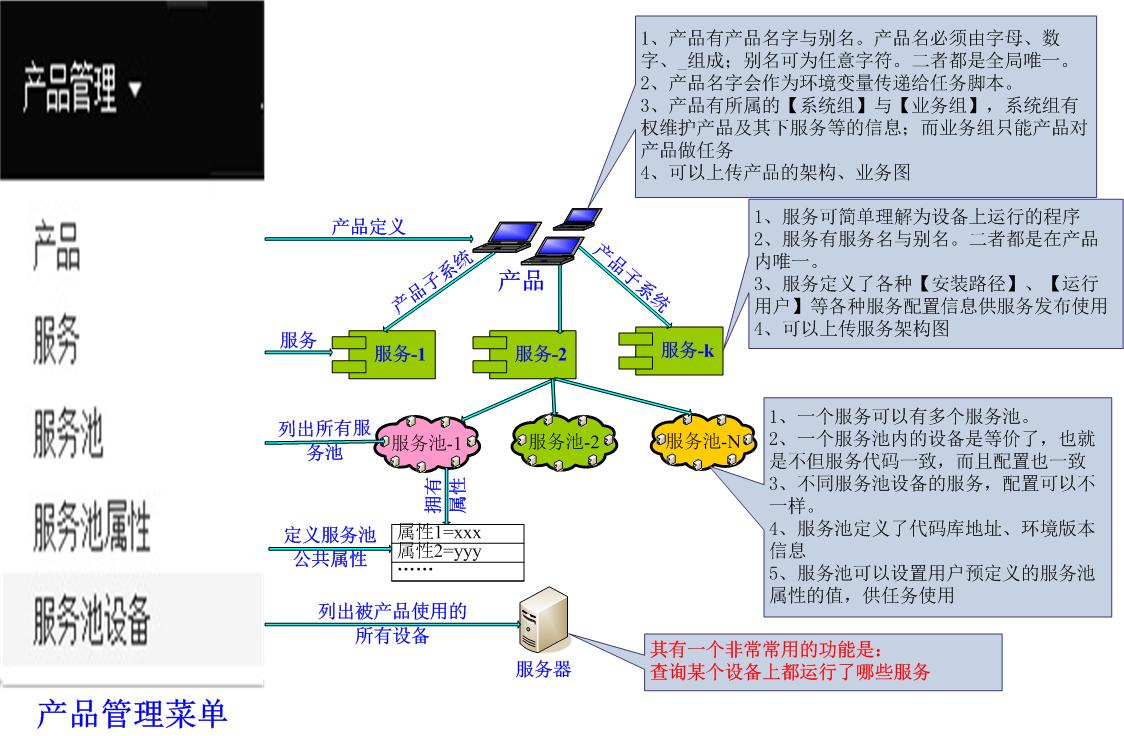 产品管理
产品
服务
服务池
服务池属性
服务池设备
产品管理菜单
1、产品有产品名字与别名。产品名必须由字母、数
字、_组成；别名可为任意字符。二者都是全局唯一。
2、产品名字会作为环境变量传递给任务脚本。
3、产品有所属的【系统组】与【业务组】，系统组有
权维护产品及其下服务等的信息；而业务组只能产品对
产品做任务
4、可以上传产品的架构、业务图
产品定义
产品
产品子系统
产品子系统
1、服务可简单理解为设备上运行的程序
2、服务有服务名与别名。二者都是在产品
内唯一。
3、服务定义了各种【安装路径】、【运行
用户】等各种服务配置信息供服务发布使用
4、可以上传服务架构图
服务
服务-1
服务-2
服务-k
列出所有服
务池
服务池-1
服务池-2
服务池-N
1、一个服务可以有多个服务池。
2、一个服务池内的设备是等价了，也就
是不但服务代码一致，而且配置也一致
3、不同服务池设备的服务，配置可以不
一样。
4、服务池定义了代码库地址、环境版本
信息
5、服务池可以设置用户预定义的服务池
属性的值，供任务使用
拥有
属性
定义服务池
公共属性
属性1=xxx
属性2=yyy
……
列出被产品使用的
所有设备
服务器
其有一个非常常用的功能是：
查询某个设备上都运行了哪些服务